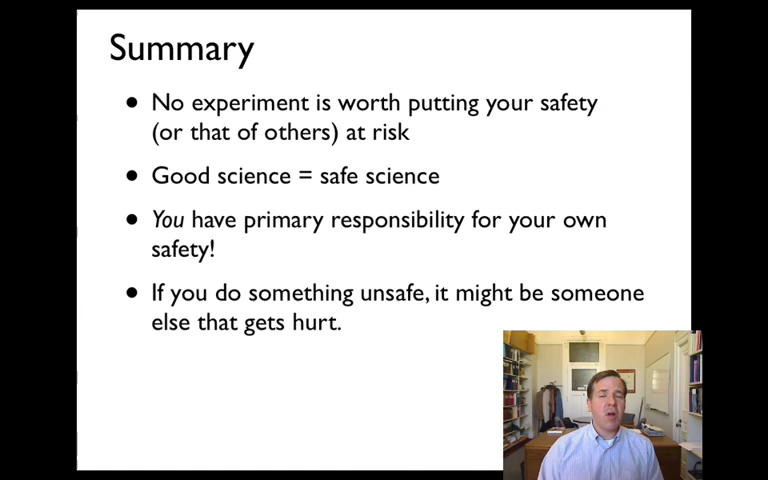 Summary
• No experiment is worth putting your safety
(or that of others) at risk
• Good science = safe science
• You have primary responsibility for your own
safety!
• If you do something unsafe, it might be someone
else that gets hurt.